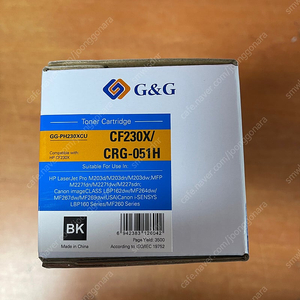 G&G
Toner Cartridge
GG-PH230XCU
CF230X/
Compatible with
HP CF230X
CRG-051H
Suitable For Use In
HP LaserJet Pro M203d/M203dn/M203dw,MFP
M227fdn/M227fdw/M227sdn;
Canon imageCLASS LBP162dw/MF264dw/
MF267dw/MF269dw(USA)Canon i-SENSYS
LBP160 Series/MF260 Series
BK
Made in China
Page Yield: 3500
According to ISO/IEC 19752